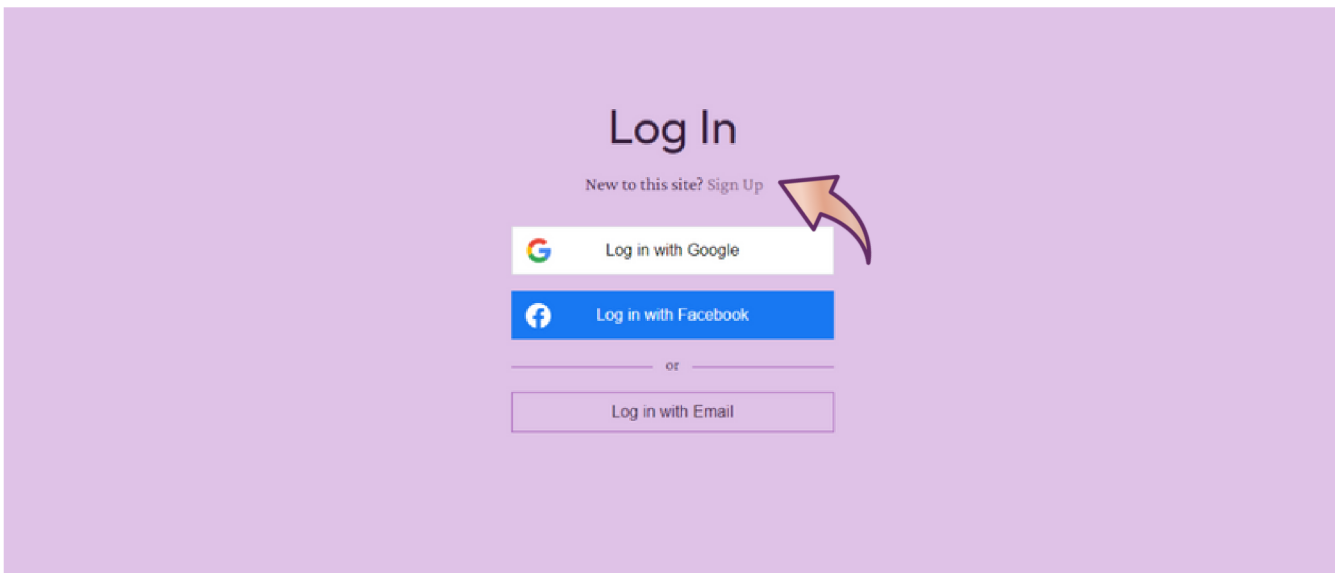 Log In
New to this site? Sign Up
Log in with Google
Log in with Facebook
or
Log in with Email